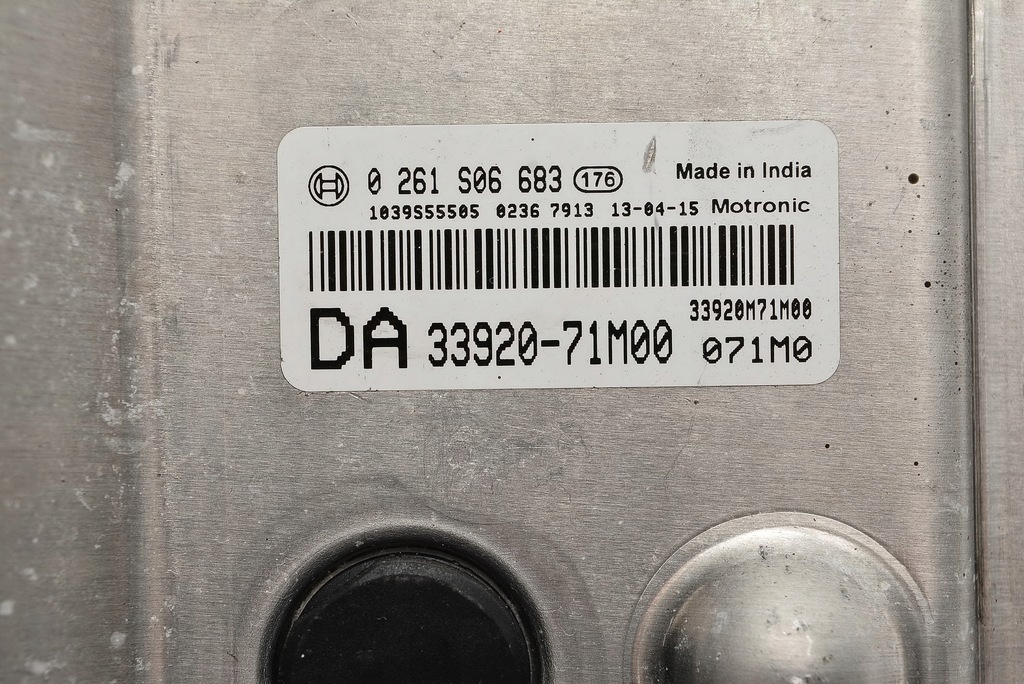 0 261 S06 683 176 Made in India
1039S55505 0236 7913 13-04-15 Motronic
33920M71M00
DA 33920-71M00 071M0